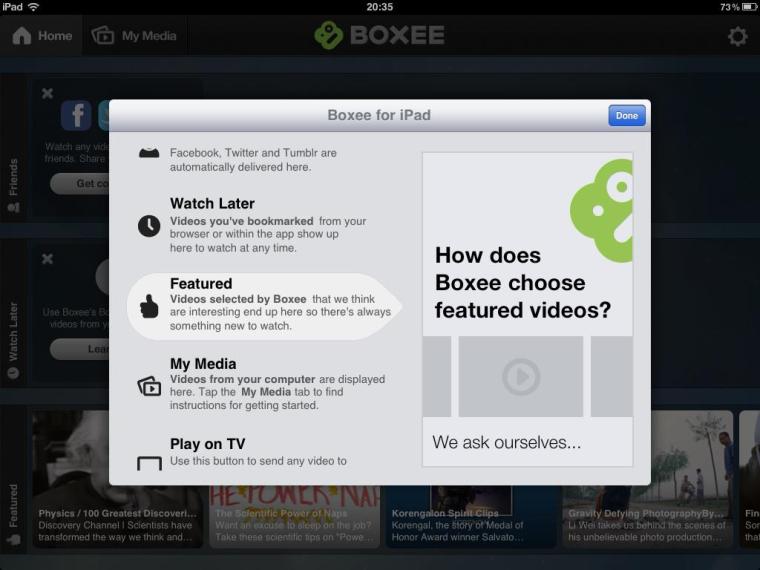 iPad
20:35
73%
Home
My Media
BOXEE
Friends
Watch any vide
friends. Share
Get co
Boxee for iPad
Done
Facebook, Twitter and Tumblr are
automatically delivered here.
Watch Later
Videos you've bookmarked from your
browser or within the app show up
here to watch at any time.
Featured
Videos selected by Boxee that we think
are interesting end up here so there's always
something new to watch.
My Media
Videos from your computer are displayed
here. Tap the My Media tab to find
instructions for getting started.
Play on TV
Use this button to send any video to
How does
Boxee choose
featured videos?
We ask ourselves...
Watch Later
Use Boxee's Bo
videos from y
Lear
Featured
Physics / 100 Greatest Discoveri...
Discovery Channel I Scientists have
transformed the way we think and...
THE POWER NAP
The Scientific Power of Naps
Want an excuse to sleep on the job?
Take these scientific tips on "Powe...
Korengalon Spirit Clips
Korengal, the story of Medal of
Honor Award winner Salvato...
Gravity Defying PhotographyBy...
Li Wei takes us behind the scenes of
his unbelievable photo production...
Fin
Son
that